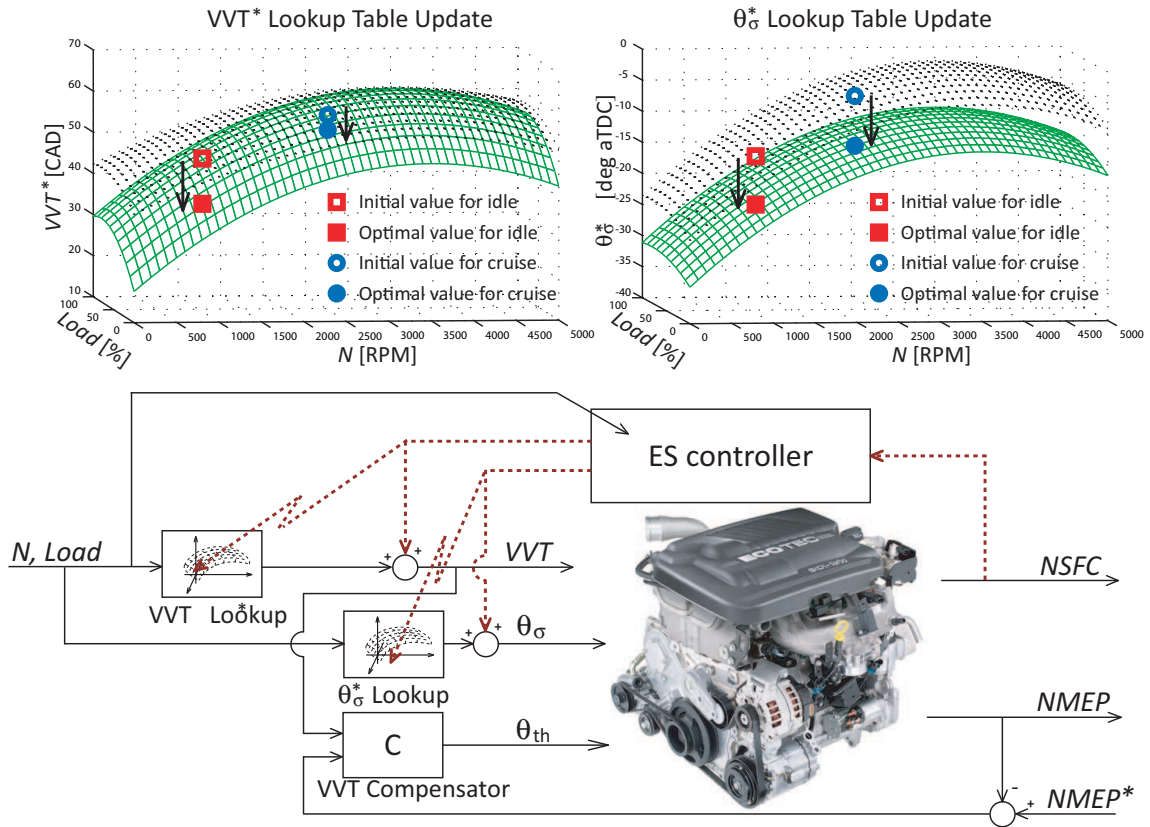 VVT* Lookup Table Update
70
60
50
40
30
20
10
VVT* [CAD]
100
50
0
Load [%]
0
500
1000
1500
2000
2500
3000
3500
4000
4500
5000
N [RPM]
Initial value for idle
Optimal value for idle
Initial value for cruise
Optimal value for cruise
θσ* Lookup Table Update
0
-5
-10
-15
-20
-25
-30
-35
-40
θσ* [deg aTDC]
100
50
0
Load [%]
0
500
1000
1500
2000
2500
3000
3500
4000
4500
5000
N [RPM]
Initial value for idle
Optimal value for idle
Initial value for cruise
Optimal value for cruise
ES controller
N, Load
VVT Lookup*
+
+
VVT
ECOTEC
NSFC
+
+
θσ
θσ* Lookup
C
θth
VVT Compensator
NMEP
-
+
NMEP*